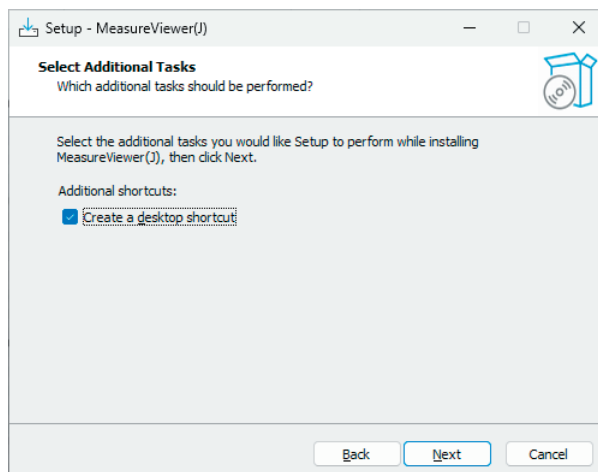 Setup - MeasureViewer(J)
Select Additional Tasks
Which additional tasks should be performed?
Select the additional tasks you would like Setup to perform while installing
MeasureViewer(J), then click Next.
Additional shortcuts:
Create a desktop shortcut
Back Next Cancel